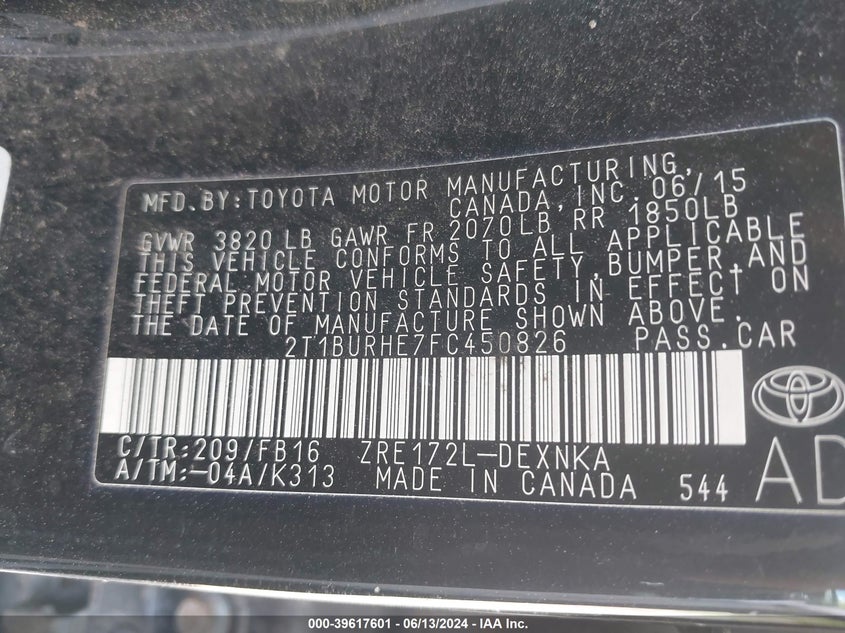 MFD.BY:TOYOTA MOTOR MANUFACTURING,
CANADA,INC. 06/15
GVWR 3820 LB GAWR FR 2070LB RR 1850LB
THIS VEHICLE CONFORMS TO ALL APPLICABLE
FEDERAL MOTOR VEHICLE SAFETY,BUMPER,AND
THEFT PREVENTION STANDARDS IN EFFECT ON
THE DATE OF MANUFACTURE SHOWN ABOVE.
2T1BURHE7FC450826 PASS.CAR
C/TR:209/FB16 ZRE172L-DEXNKA
A/TM:-04A/K313 MADE IN CANADA 544
AD
000-39617601 - 06/13/2024 - IAA Inc.